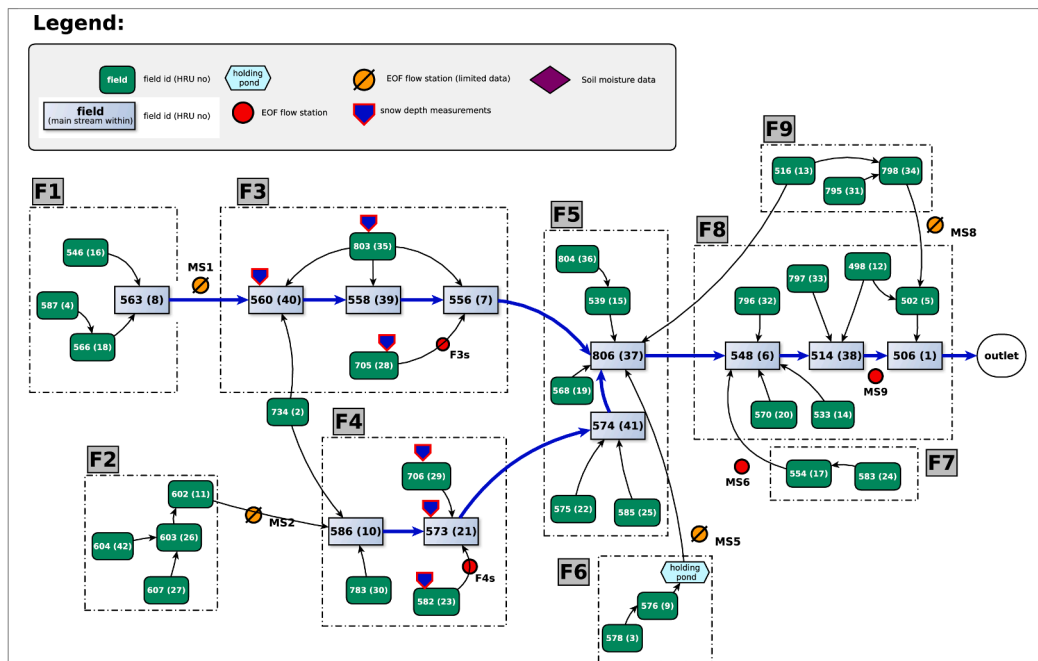 Legend:
field
field id (HRU no)
holding
pond
EOF flow station (limited data)
Soil moisture data
field
(main stream within)
field id (HRU no)
EOF flow station
snow depth measurements
F9
516 (13)
798 (34)
795 (31)
MS8
F1
546 (16)
587 (4)
563 (8)
566 (18)
MS1
F3
803 (35)
560 (40)
558 (39)
556 (7)
705 (28)
F3s
734 (2)
F5
804 (36)
539 (15)
806 (37)
568 (19)
574 (41)
575 (22)
585 (25)
F8
498 (12)
797 (33)
796 (32)
502 (5)
548 (6)
514 (38)
506 (1)
outlet
MS9
570 (20)
533 (14)
F7
MS6
554 (17)
583 (24)
F2
602 (11)
604 (42)
603 (26)
607 (27)
MS2
F4
706 (29)
586 (10)
573 (21)
783 (30)
582 (23)
F4s
MS5
F6
holding
pond
576 (9)
578 (3)